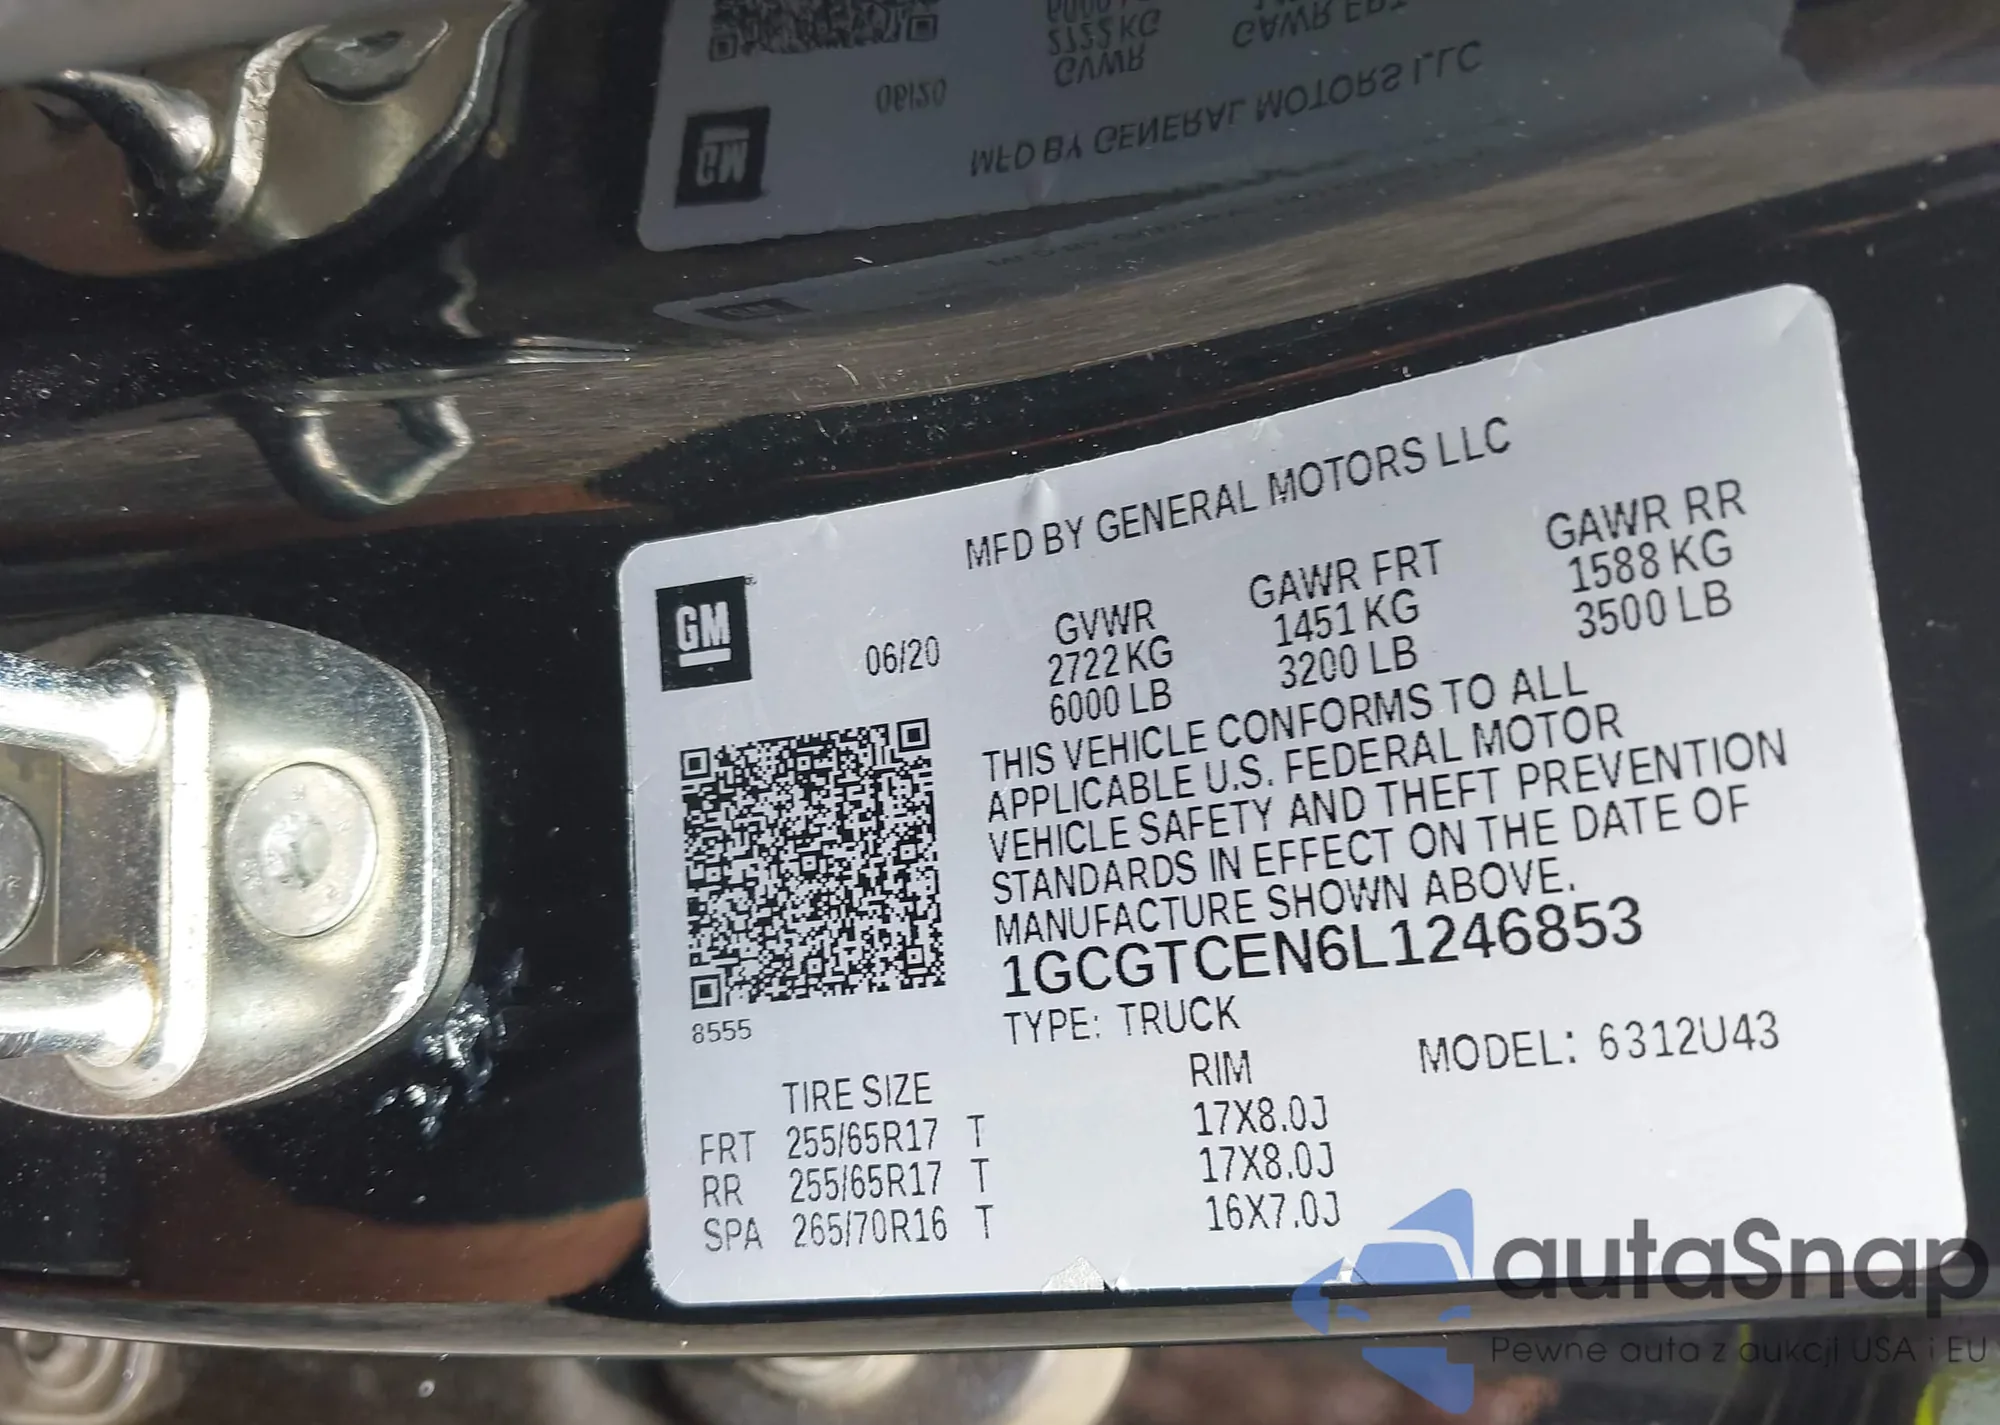 MFD BY GENERAL MOTORS LLC
GM
06/20
GVWR
2722 KG
6000 LB
GAWR FRT
1451 KG
3200 LB
GAWR RR
1588 KG
3500 LB
THIS VEHICLE CONFORMS TO ALL
APPLICABLE U.S. FEDERAL MOTOR
VEHICLE SAFETY AND THEFT PREVENTION
STANDARDS IN EFFECT ON THE DATE OF
MANUFACTURE SHOWN ABOVE.
1GCGTCEN6L1246853
8555
TYPE: TRUCK
MODEL: 6312U43
TIRE SIZE RIM
FRT 255/65R17 T 17X8.0J
RR 255/65R17 T 17X8.0J
SPA 265/70R16 T 16X7.0J
autaSnap
Pewne auta z aukcji USA i EU